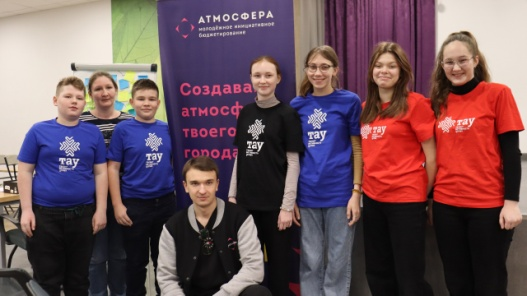 АТМОСФЕРА
молодёжное инициативное
бюджетирование
Создава
атмосф
твоего
города
тау
тау
тау
тау
тау
тау